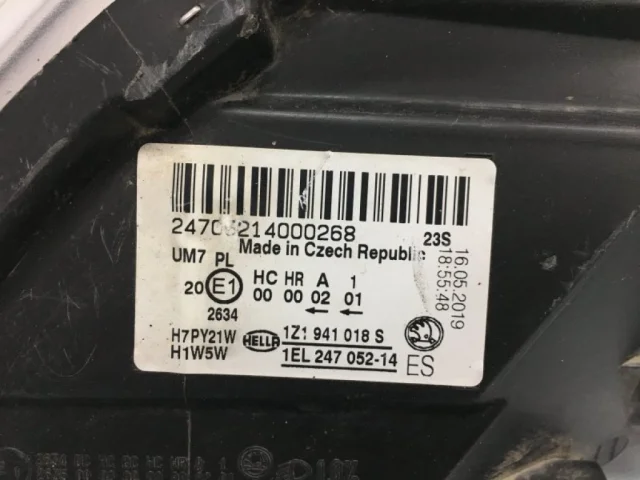 14000268 23S
Made in Czech Republic
UM7 PL
HC HR A 1
20 E1 00 00 02 01
2634
H7PY21W HELLA 1Z1 941 018 S
H1W5W 1EL 247 052-14 ES
16.05.2019
18:55:48